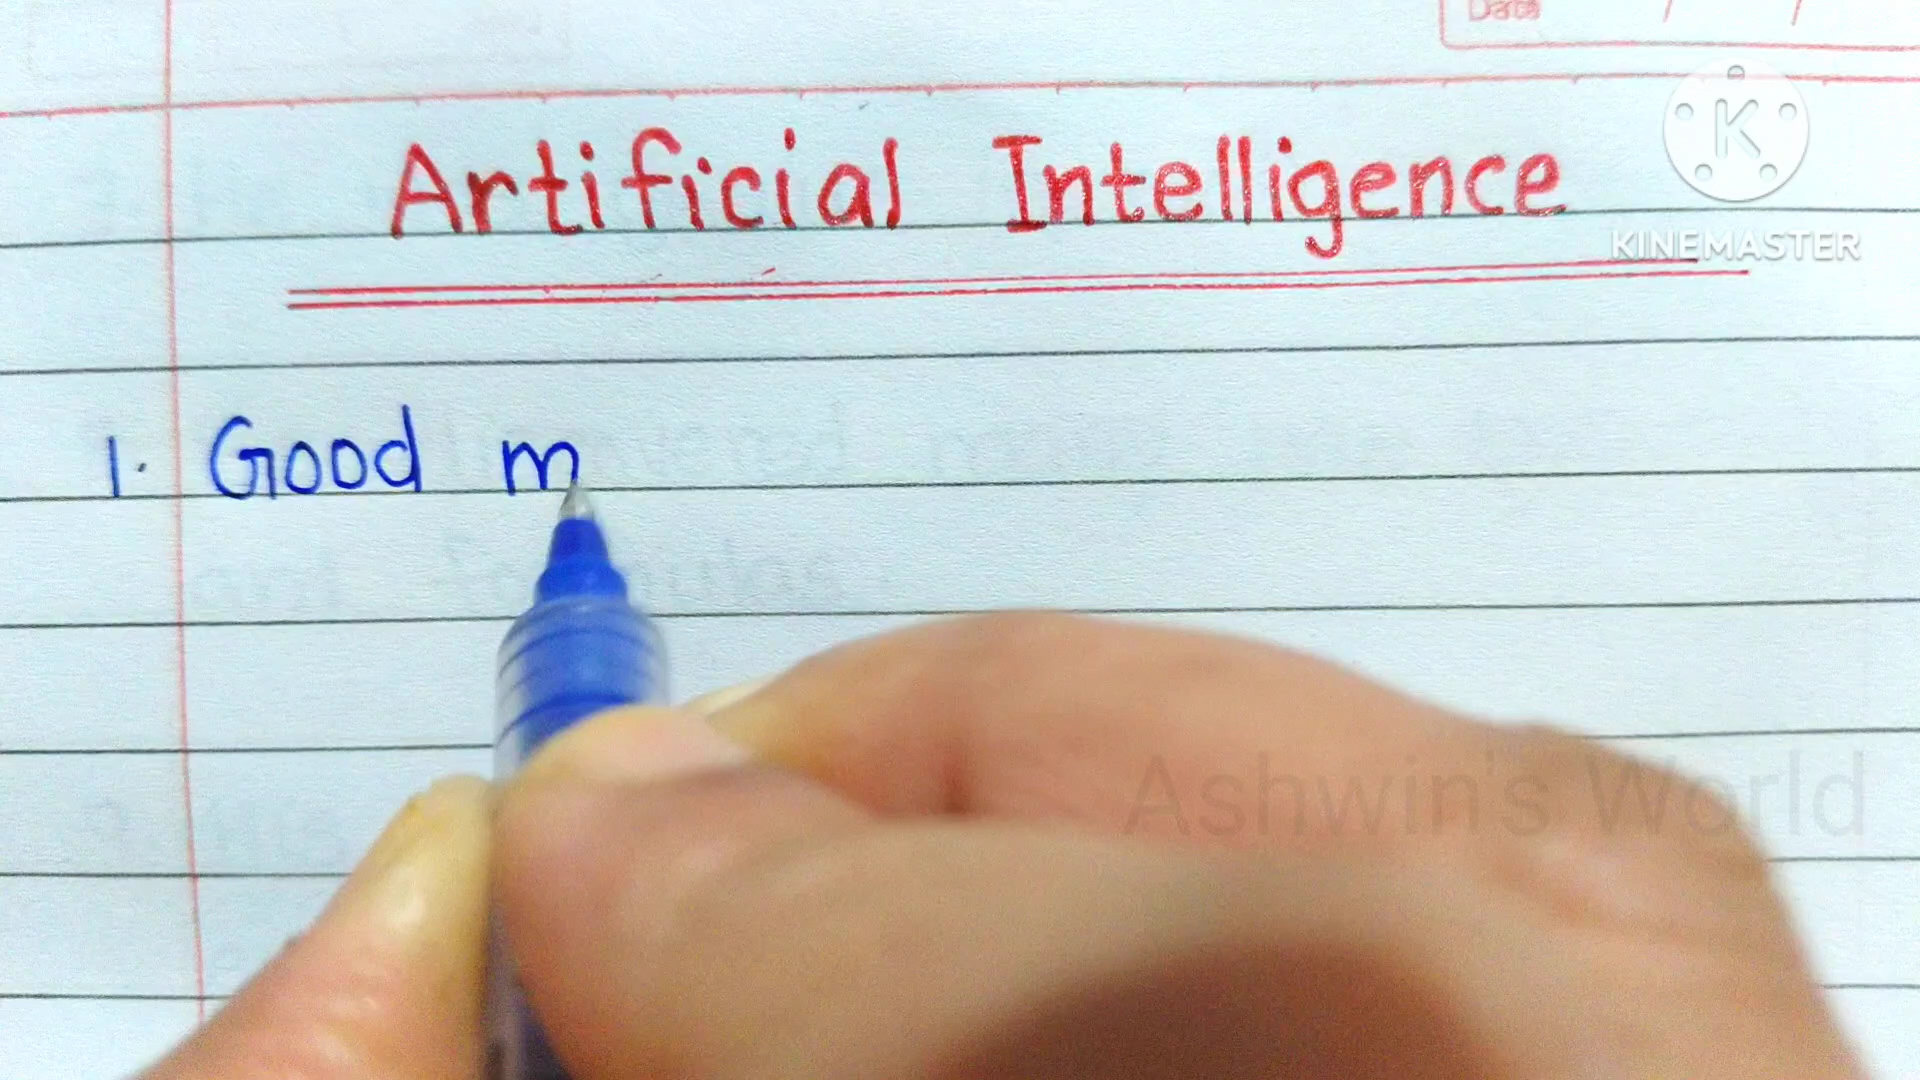 Date / /
Artificial Intelligence
K
KINEMASTER
1. Good m
Ashwin's World